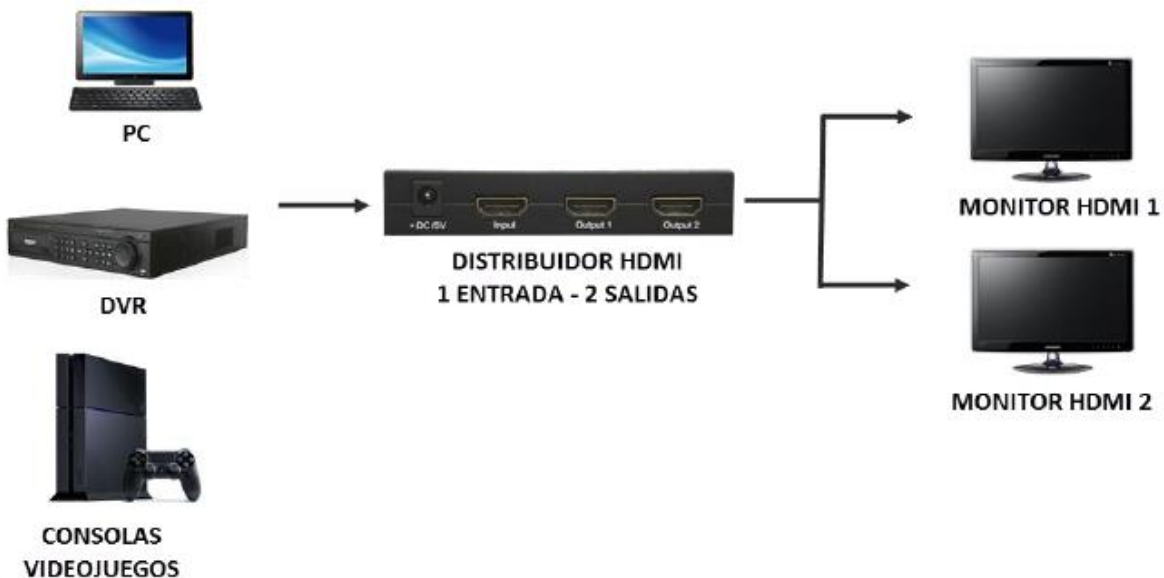 PC
DVR
CONSOLAS
VIDEOJUEGOS
+DC/5V
Input
Output 1
Output 2
DISTRIBUIDOR HDMI
1 ENTRADA - 2 SALIDAS
MONITOR HDMI 1
MONITOR HDMI 2